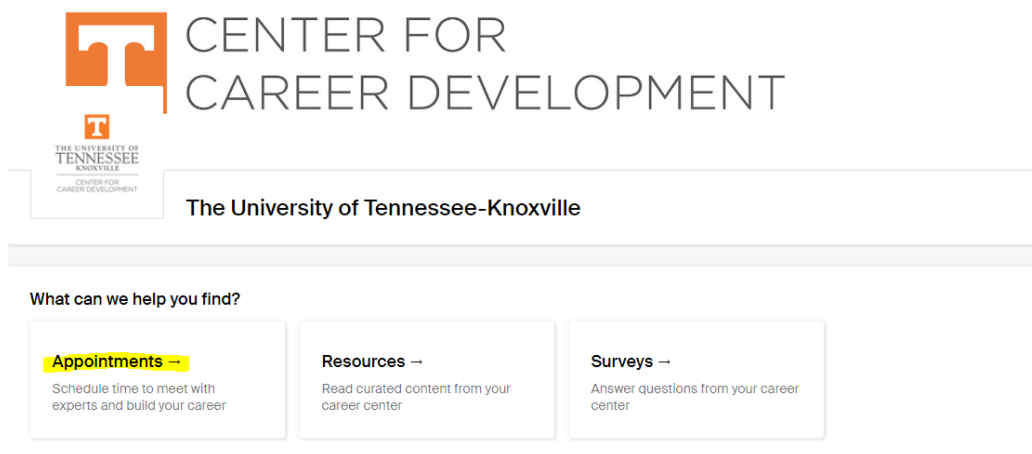 CENTER FOR
CAREER DEVELOPMENT
T
THE UNIVERSITY OF
TENNESSEE
KNOXVILLE
CENTER FOR
CAREER DEVELOPMENT
The University of Tennessee-Knoxville
What can we help you find?
Appointments →
Schedule time to meet with
experts and build your career
Resources →
Read curated content from your
career center
Surveys →
Answer questions from your career
center